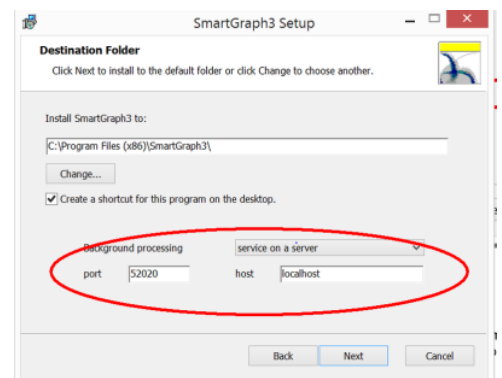 SmartGraph3 Setup
Destination Folder
Click Next to install to the default folder or click Change to choose another.
Install SmartGraph3 to:
C:\Program Files (x86)\SmartGraph3\
Change...
Create a shortcut for this program on the desktop.
Background processing service on a server
port 52020 host localhost
Back Next Cancel